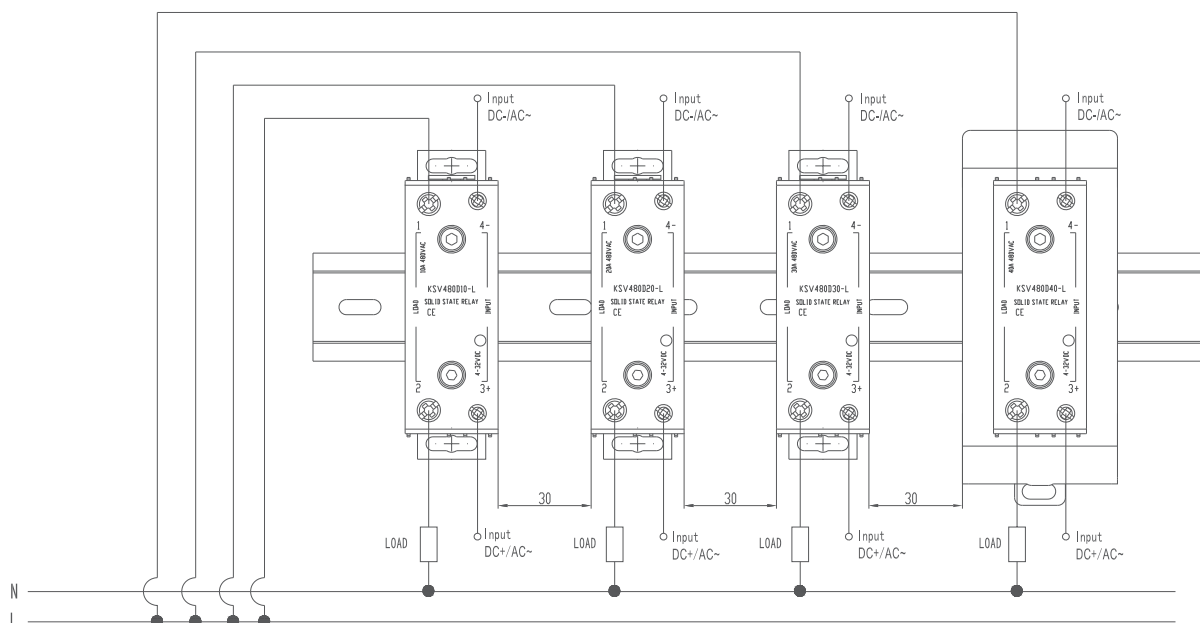 Input
DC-/AC~
Input
DC-/AC~
Input
DC-/AC~
Input
DC-/AC~
1
4-
10A 480VAC
KSV480D10-L
SOLID STATE RELAY
CE
LOAD
INPUT
4-32VDC
2
3+
1
4-
20A 480VAC
KSV480D20-L
SOLID STATE RELAY
CE
LOAD
INPUT
4-32VDC
2
3+
1
4-
30A 480VAC
KSV480D30-L
SOLID STATE RELAY
CE
LOAD
INPUT
4-32VDC
2
3+
1
4-
40A 480VAC
KSV480D40-L
SOLID STATE RELAY
CE
LOAD
INPUT
4-32VDC
2
3+
30
30
30
LOAD
Input
DC+/AC~
LOAD
Input
DC+/AC~
LOAD
Input
DC+/AC~
LOAD
Input
DC+/AC~
N
L